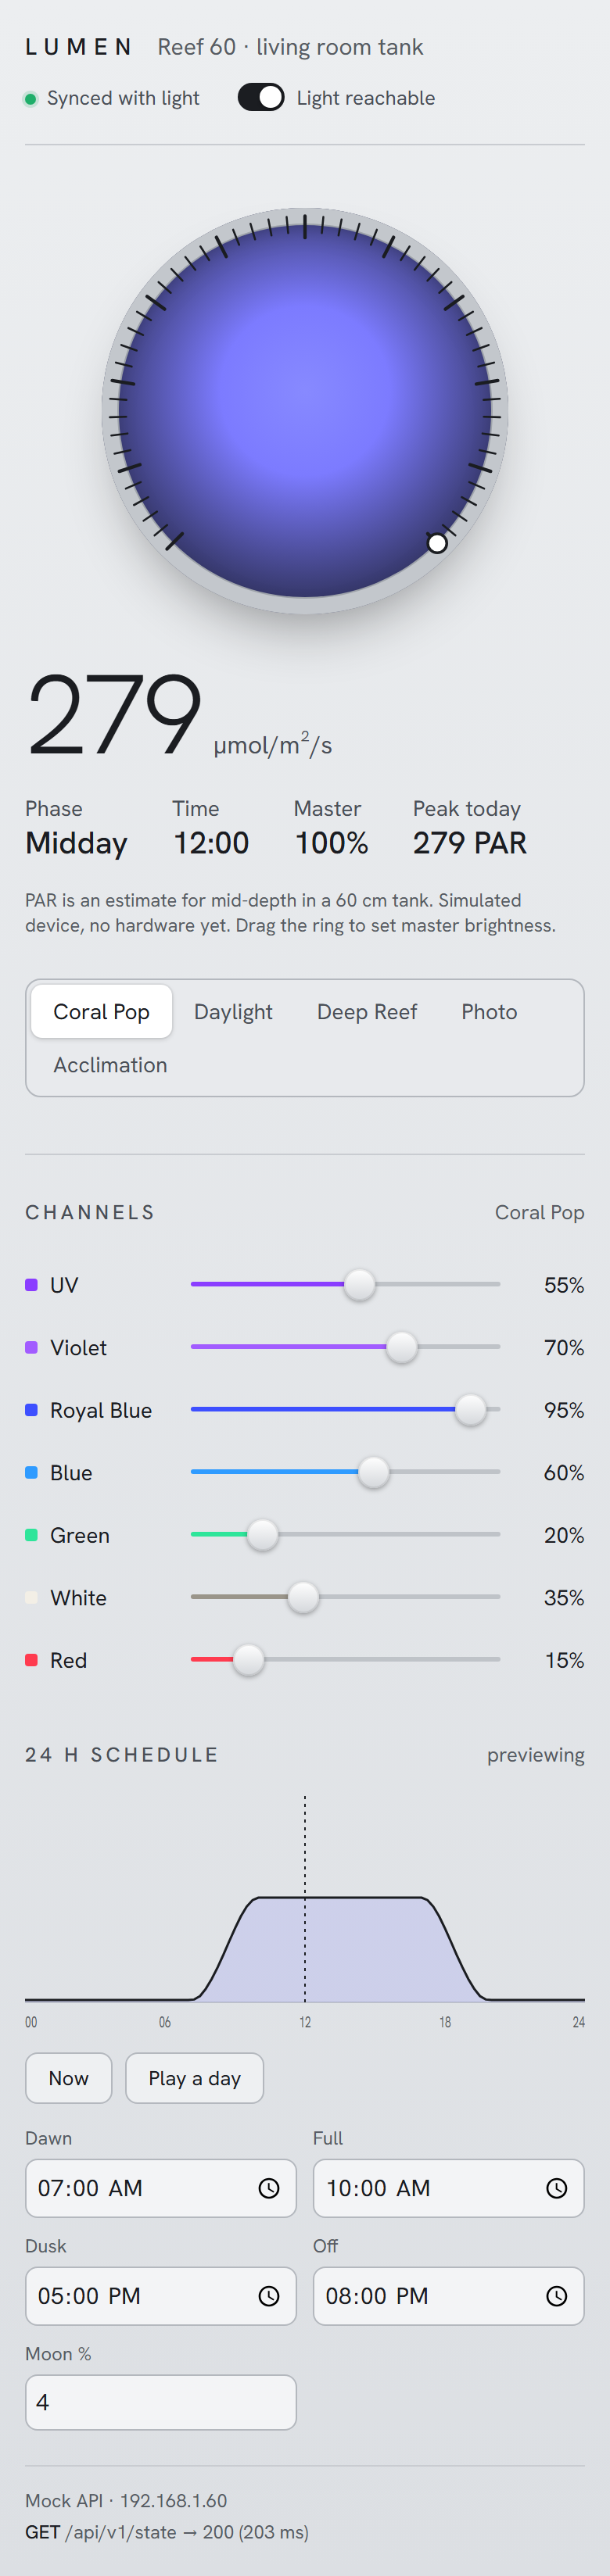 LUMEN Reef 60 · living room tank
Synced with light Light reachable
279 µmol/m²/s
Phase Time Master Peak today
Midday 12:00 100% 279 PAR
PAR is an estimate for mid-depth in a 60 cm tank. Simulated
device, no hardware yet. Drag the ring to set master brightness.
Coral Pop Daylight Deep Reef Photo
Acclimation
CHANNELS Coral Pop
UV 55%
Violet 70%
Royal Blue 95%
Blue 60%
Green 20%
White 35%
Red 15%
24 H SCHEDULE previewing
00 06 12 18 24
Now Play a day
Dawn Full
07:00 AM 10:00 AM
Dusk Off
05:00 PM 08:00 PM
Moon %
4
Mock API · 192.168.1.60
GET /api/v1/state → 200 (203 ms)